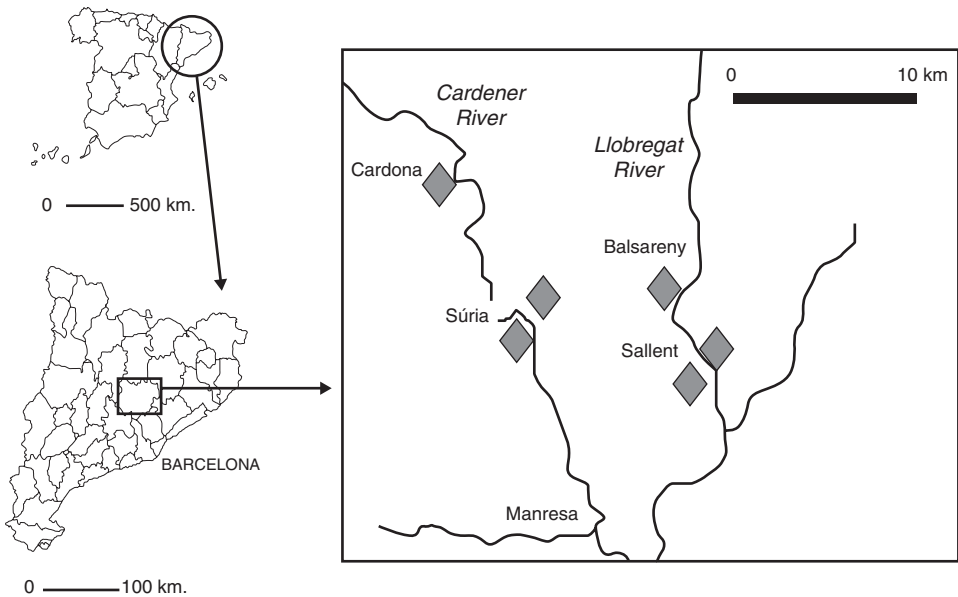 0 500 km.
BARCELONA
0 100 km.
0 10 km
Cardener
River
Llobregat
River
Cardona
Balsareny
Súria
Sallent
Manresa